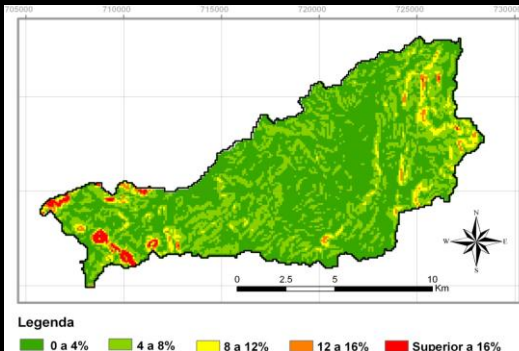 705000 710000 715000 720000 725000 730000
N
W E
S
0 2.5 5 10
Km
Legenda
0 a 4% 4 a 8% 8 a 12% 12 a 16% Superior a 16%